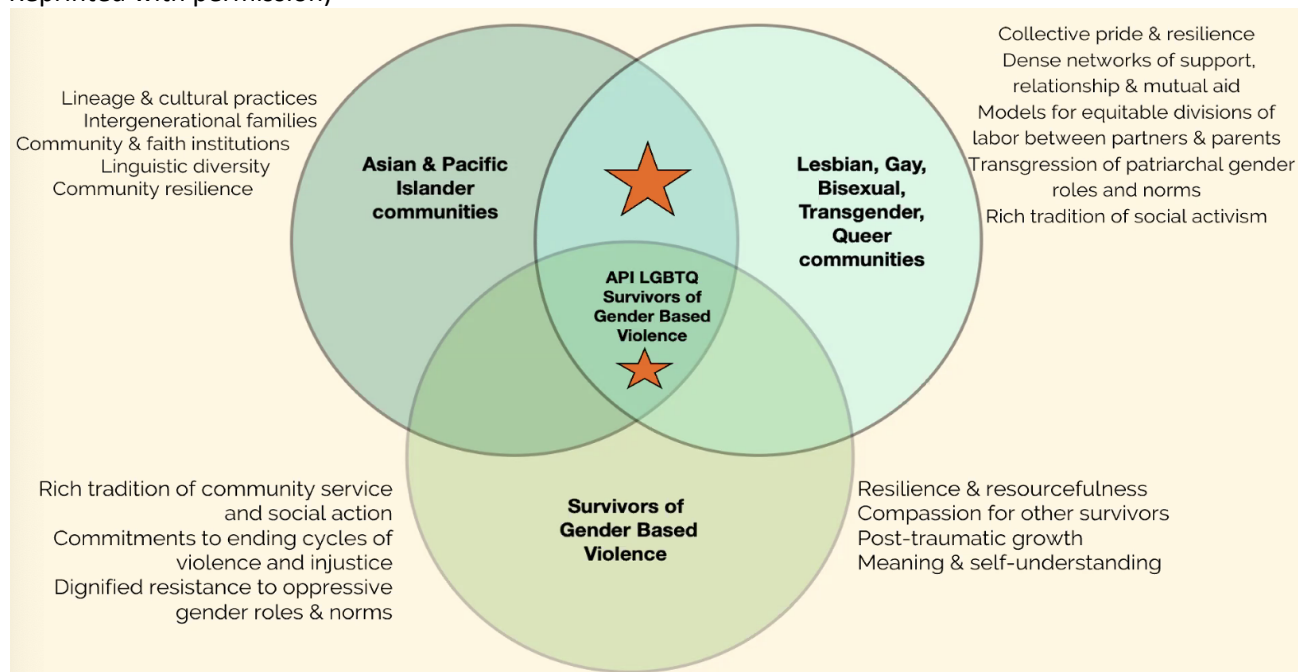 Reprinted with permission)
Lineage & cultural practices
Intergenerational families
Community & faith institutions
Linguistic diversity
Community resilience
Asian & Pacific
Islander
communities
Lesbian, Gay,
Bisexual,
Transgender,
Queer
communities
Collective pride & resilience
Dense networks of support,
relationship & mutual aid
Models for equitable divisions of
labor between partners & parents
Transgression of patriarchal gender
roles and norms
Rich tradition of social activism
API LGBTQ
Survivors of
Gender Based
Violence
Rich tradition of community service
and social action
Commitments to ending cycles of
violence and injustice
Dignified resistance to oppressive
gender roles & norms
Survivors of
Gender Based
Violence
Resilience & resourcefulness
Compassion for other survivors
Post-traumatic growth
Meaning & self-understanding